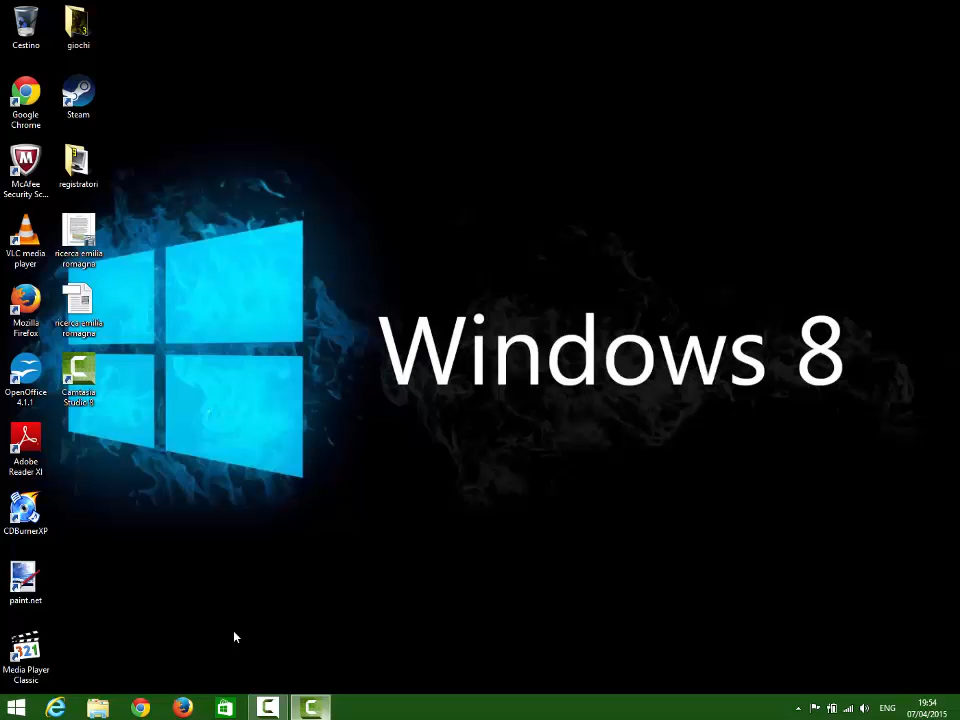 Cestino
giochi
Google
Chrome
Steam
McAfee
Security Sc...
registratori
VLC media
player
ricerca emilia
romagna
Mozilla
Firefox
ricerca emilia
romagna
OpenOffice
4.1.1
Camtasia
Studio 8
Adobe
Reader XI
CDBurnerXP
paint.net
321
Media Player
Classic
Windows 8
ENG
19:54
07/04/2015